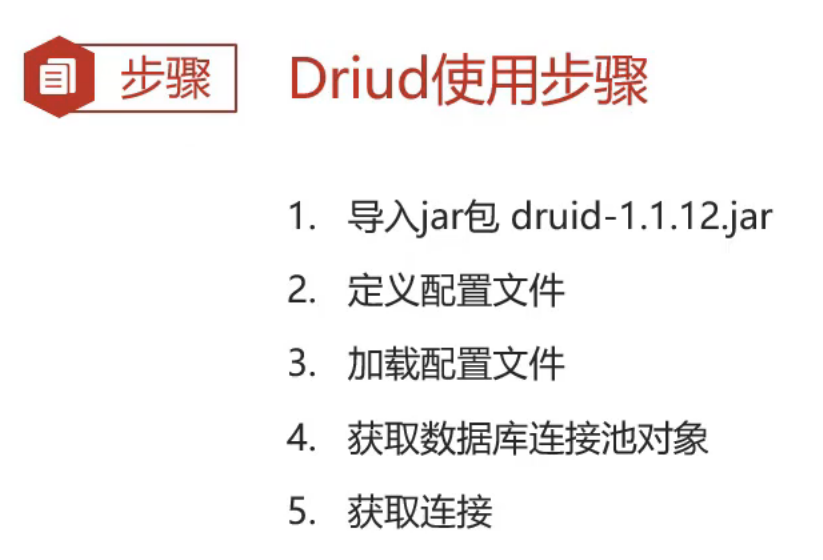 步骤
Driud使用步骤
1. 导入jar包 druid-1.1.12.jar
2. 定义配置文件
3. 加载配置文件
4. 获取数据库连接池对象
5. 获取连接